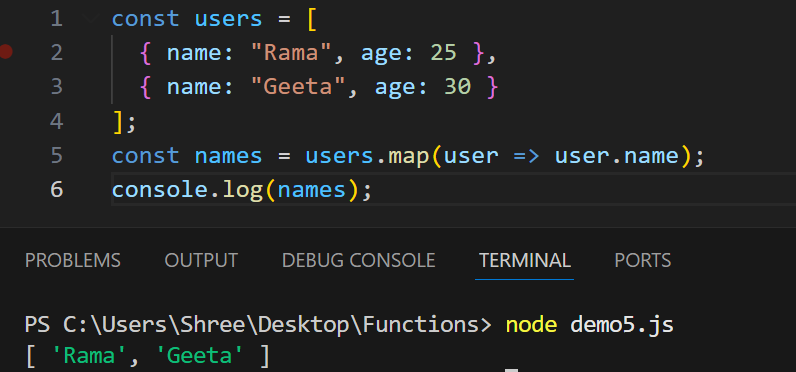 1 const users = [
2   { name: "Rama", age: 25 },
3   { name: "Geeta", age: 30 }
4 ];
5 const names = users.map(user => user.name);
6 console.log(names);
PROBLEMS OUTPUT DEBUG CONSOLE TERMINAL PORTS
PS C:\Users\Shree\Desktop\Functions> node demo5.js
[ 'Rama', 'Geeta' ]